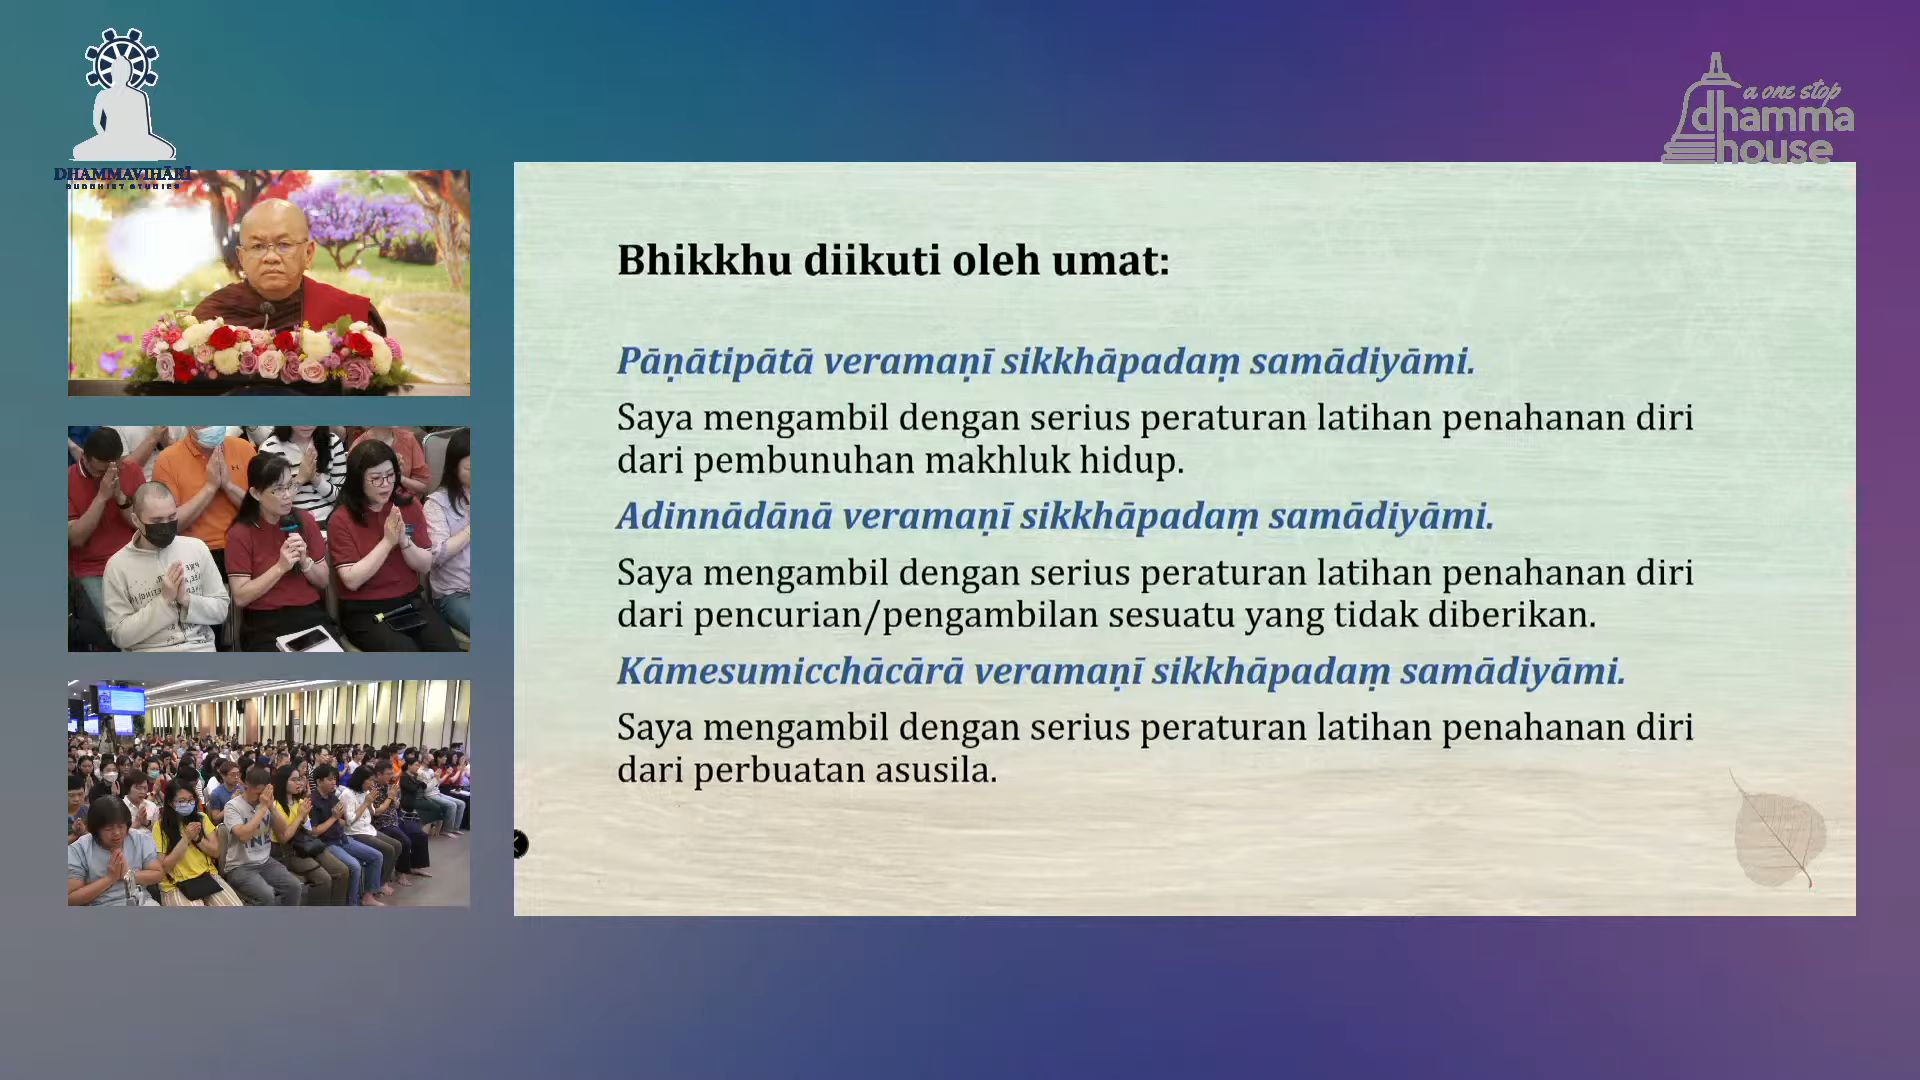 DHAMMAVIHĀRĪ
BUDDHIST STUDIES
a one stop
dhamma
house
Bhikkhu diikuti oleh umat:
Pāṇātipātā veramaṇī sikkhāpadaṃ samādiyāmi.
Saya mengambil dengan serius peraturan latihan penahanan diri
dari pembunuhan makhluk hidup.
Adinnādānā veramaṇī sikkhāpadaṃ samādiyāmi.
Saya mengambil dengan serius peraturan latihan penahanan diri
dari pencurian/pengambilan sesuatu yang tidak diberikan.
Kāmesumicchācārā veramaṇī sikkhāpadaṃ samādiyāmi.
Saya mengambil dengan serius peraturan latihan penahanan diri
dari perbuatan asusila.